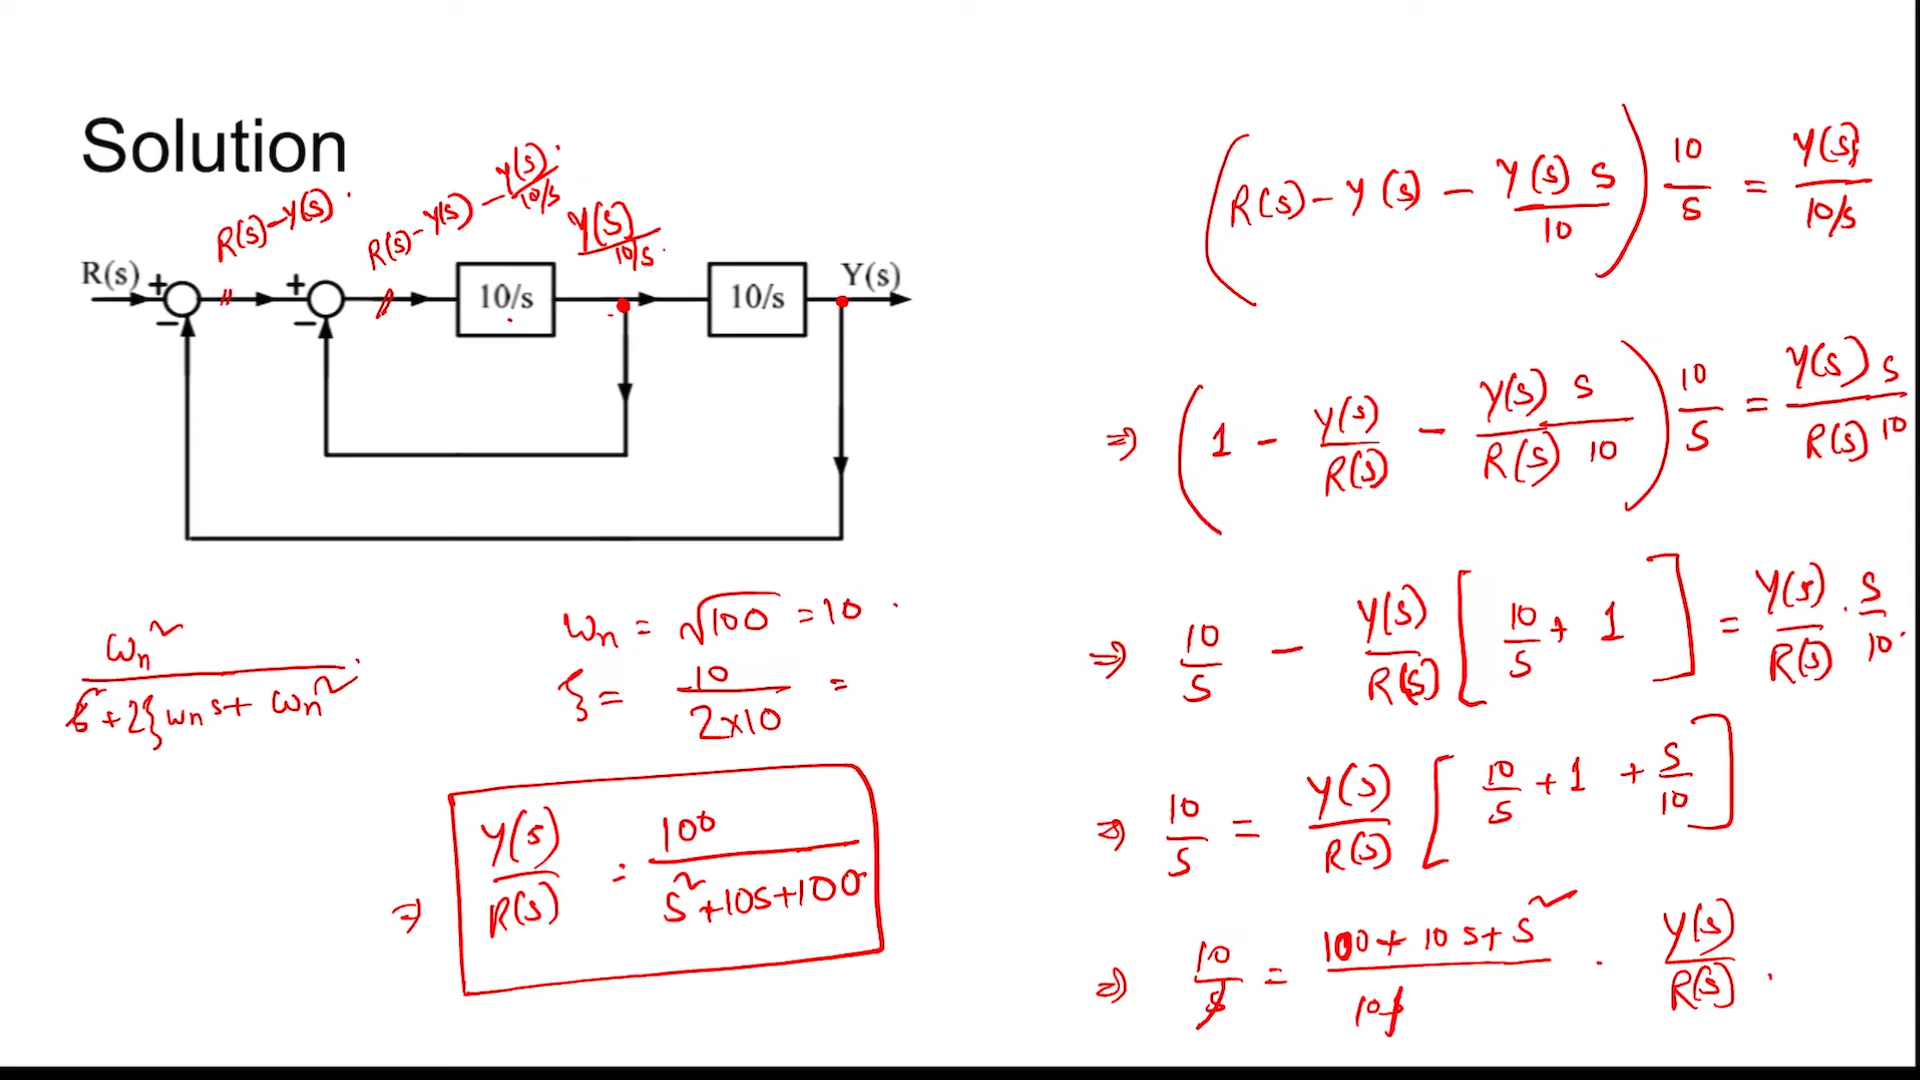 Solution
R(s)-Y(s)
R(s)-Y(s) - Y(s)/10/s
Y(s)/10/s
R(s) + − + − 10/s 10/s Y(s)
ωn² / s²+2ξωns+ωn²
ωn = √100 = 10
ξ = 10/2×10 =
⇒ Y(s)/R(s) = 100/s²+10s+100
(R(s) - Y(s) - Y(s) s/10) 10/s = Y(s)/10/s
⇒ (1 - Y(s)/R(s) - Y(s) s/R(s) 10) 10/s = Y(s) s/R(s) 10
⇒ 10/s - Y(s)/R(s) [10/s + 1] = Y(s)/R(s) . s/10
⇒ 10/s = Y(s)/R(s) [10/s + 1 + s/10]
⇒ 10/s = 100+10s+s²/10s . Y(s)/R(s) .